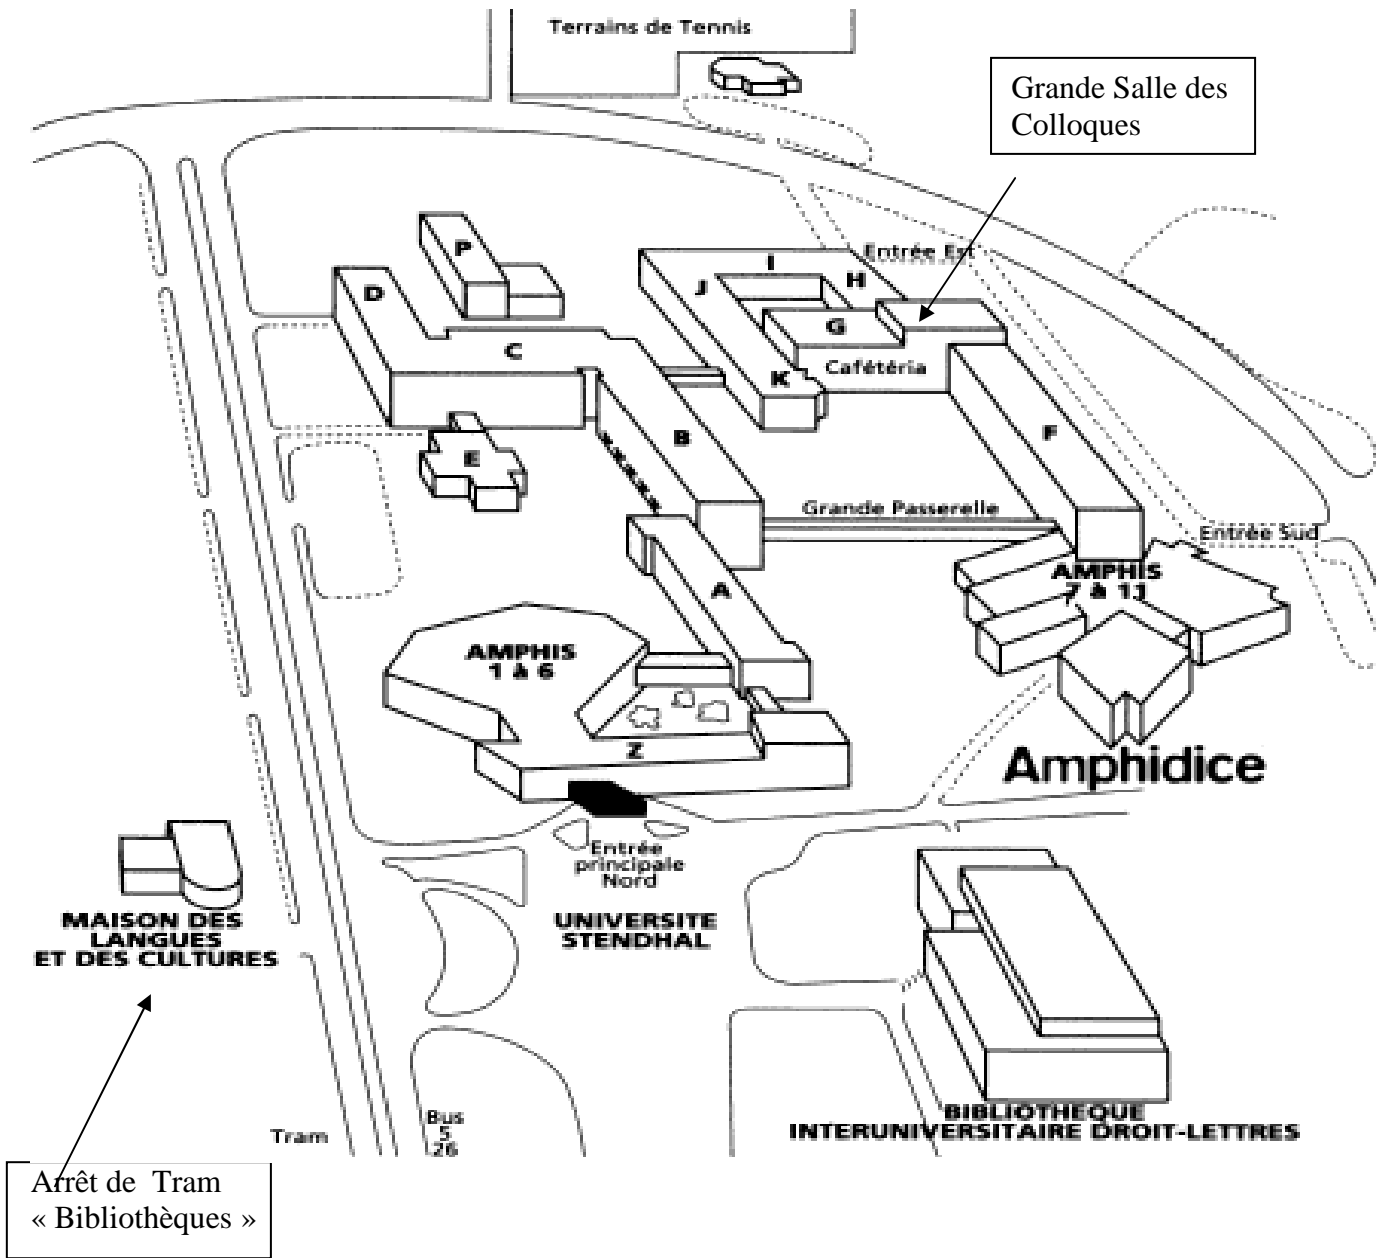 Terrains de Tennis
Grande Salle des
Colloques
Entrée Est
P
I
H
D
J
G
C
Cafétéria
K
B
F
E
Grande Passerelle
Entrée Sud
A
AMPHIS
7 à 11
AMPHIS
1 à 6
Z
Amphidice
Entrée
principale
Nord
MAISON DES
LANGUES
ET DES CULTURES
UNIVERSITE
STENDHAL
Bus
5
26
Tram
BIBLIOTHEQUE
INTERUNIVERSITAIRE DROIT-LETTRES
Arrêt de Tram
« Bibliothèques »